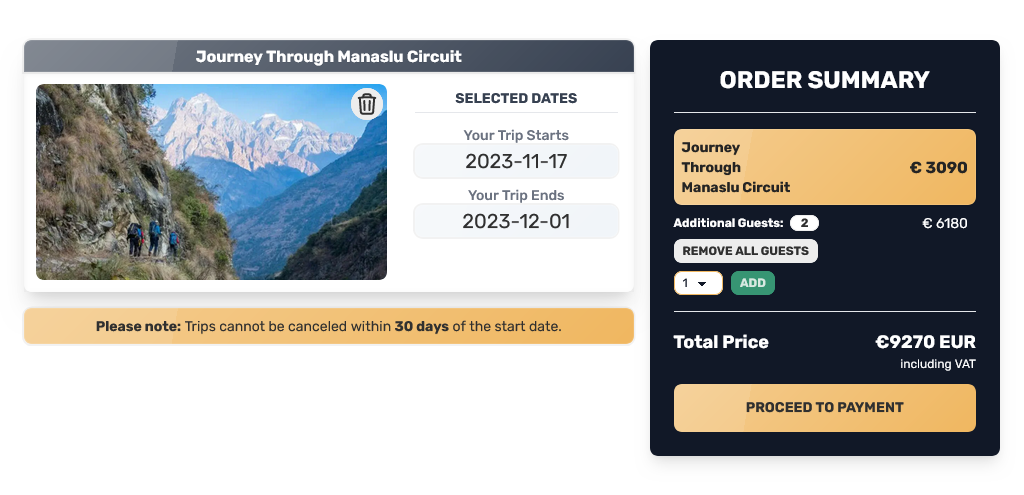 Journey Through Manaslu Circuit
SELECTED DATES
Your Trip Starts
2023-11-17
Your Trip Ends
2023-12-01
Please note: Trips cannot be canceled within 30 days of the start date.
ORDER SUMMARY
Journey
Through
Manaslu Circuit
€ 3090
Additional Guests: 2 € 6180
REMOVE ALL GUESTS
1 ADD
Total Price €9270 EUR
including VAT
PROCEED TO PAYMENT